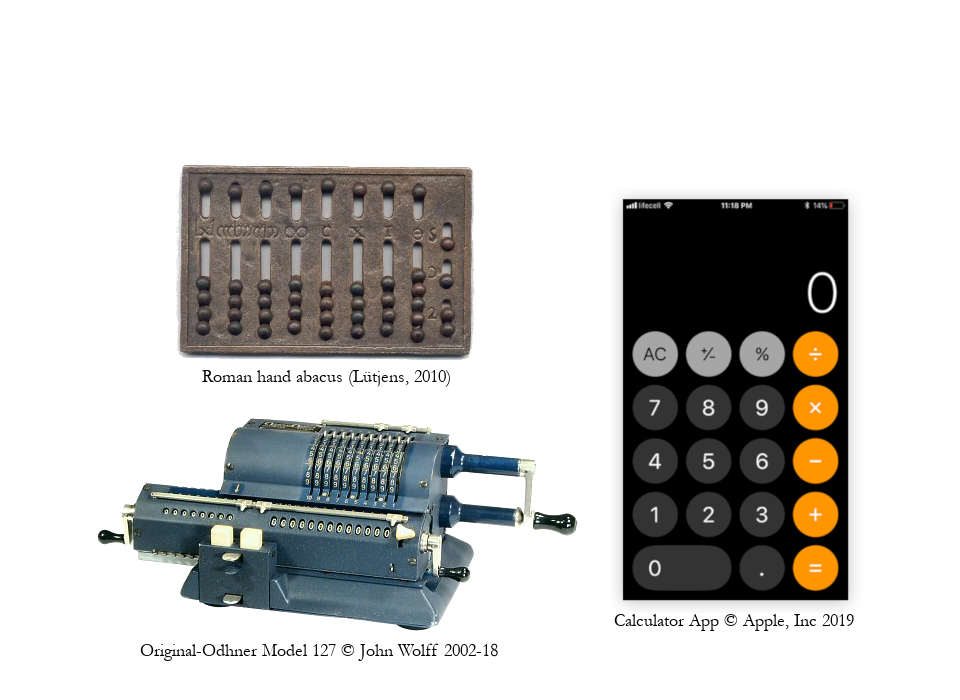 Roman hand abacus (Lütjens, 2010)
lifecell 11:18 PM 14%
0
AC +/- % ÷
7 8 9 ×
4 5 6 −
1 2 3 +
0 . =
Calculator App © Apple, Inc 2019
Original-Odhner Model 127 © John Wolff 2002-18